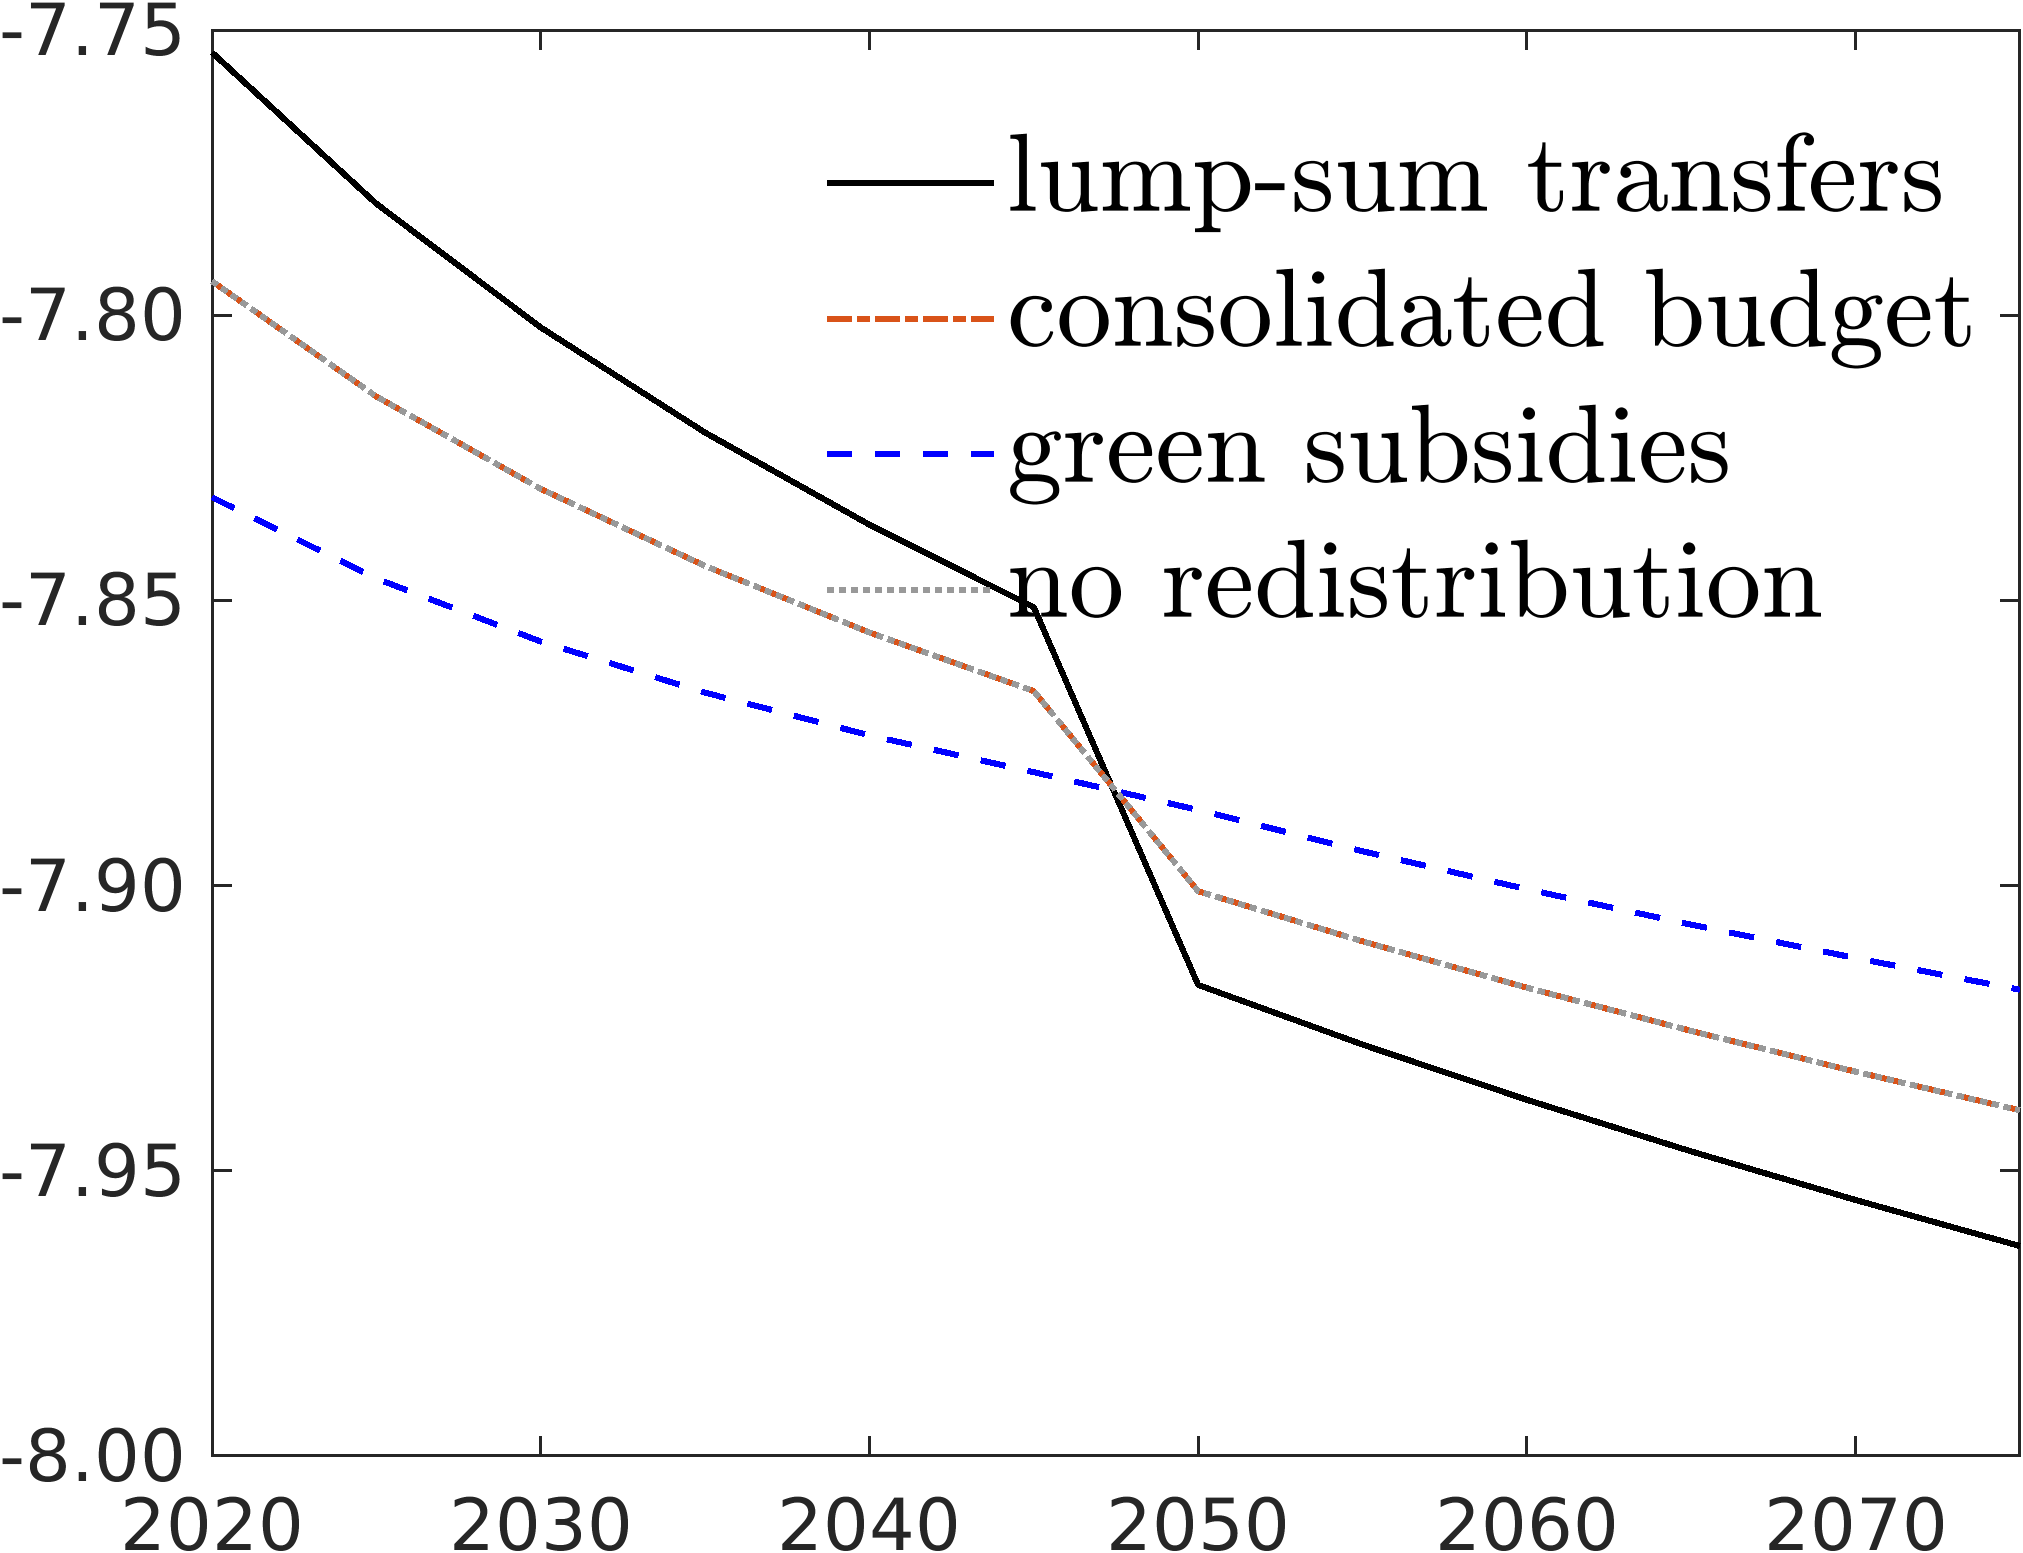 -7.75
-7.80
-7.85
-7.90
-7.95
-8.00
lump-sum transfers
consolidated budget
green subsidies
no redistribution
2020 2030 2040 2050 2060 2070